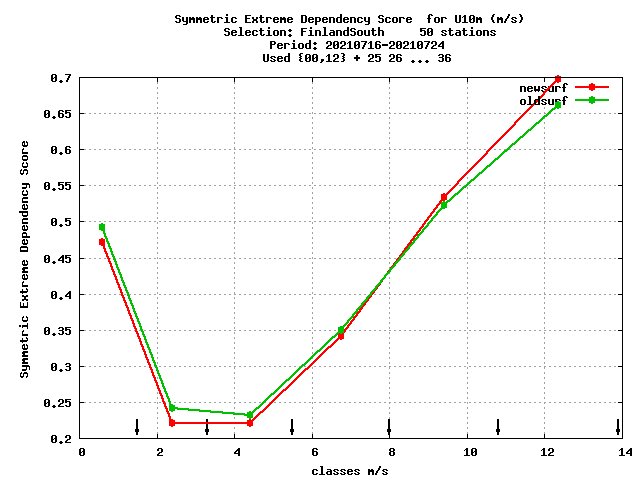 Symmetric Extreme Dependency Score  for U10m (m/s)
Selection: FinlandSouth     50 stations
Period: 20210716-20210724
Used {00,12} + 25 26 ... 36
newsurf
oldsurf
0.7
0.65
0.6
0.55
0.5
0.45
0.4
0.35
0.3
0.25
0.2
Symmetric Extreme Dependency Score
0 2 4 6 8 10 12 14
classes m/s